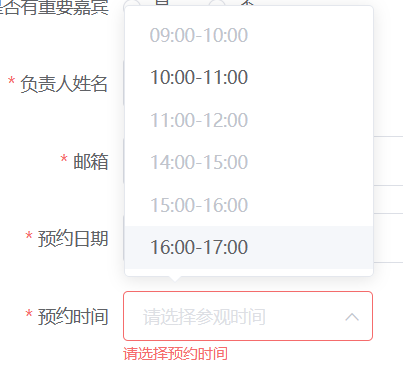 是否有重要嘉宾
09:00-10:00
* 负责人姓名
10:00-11:00
11:00-12:00
* 邮箱
14:00-15:00
15:00-16:00
* 预约日期
16:00-17:00
* 预约时间
请选择参观时间
请选择预约时间